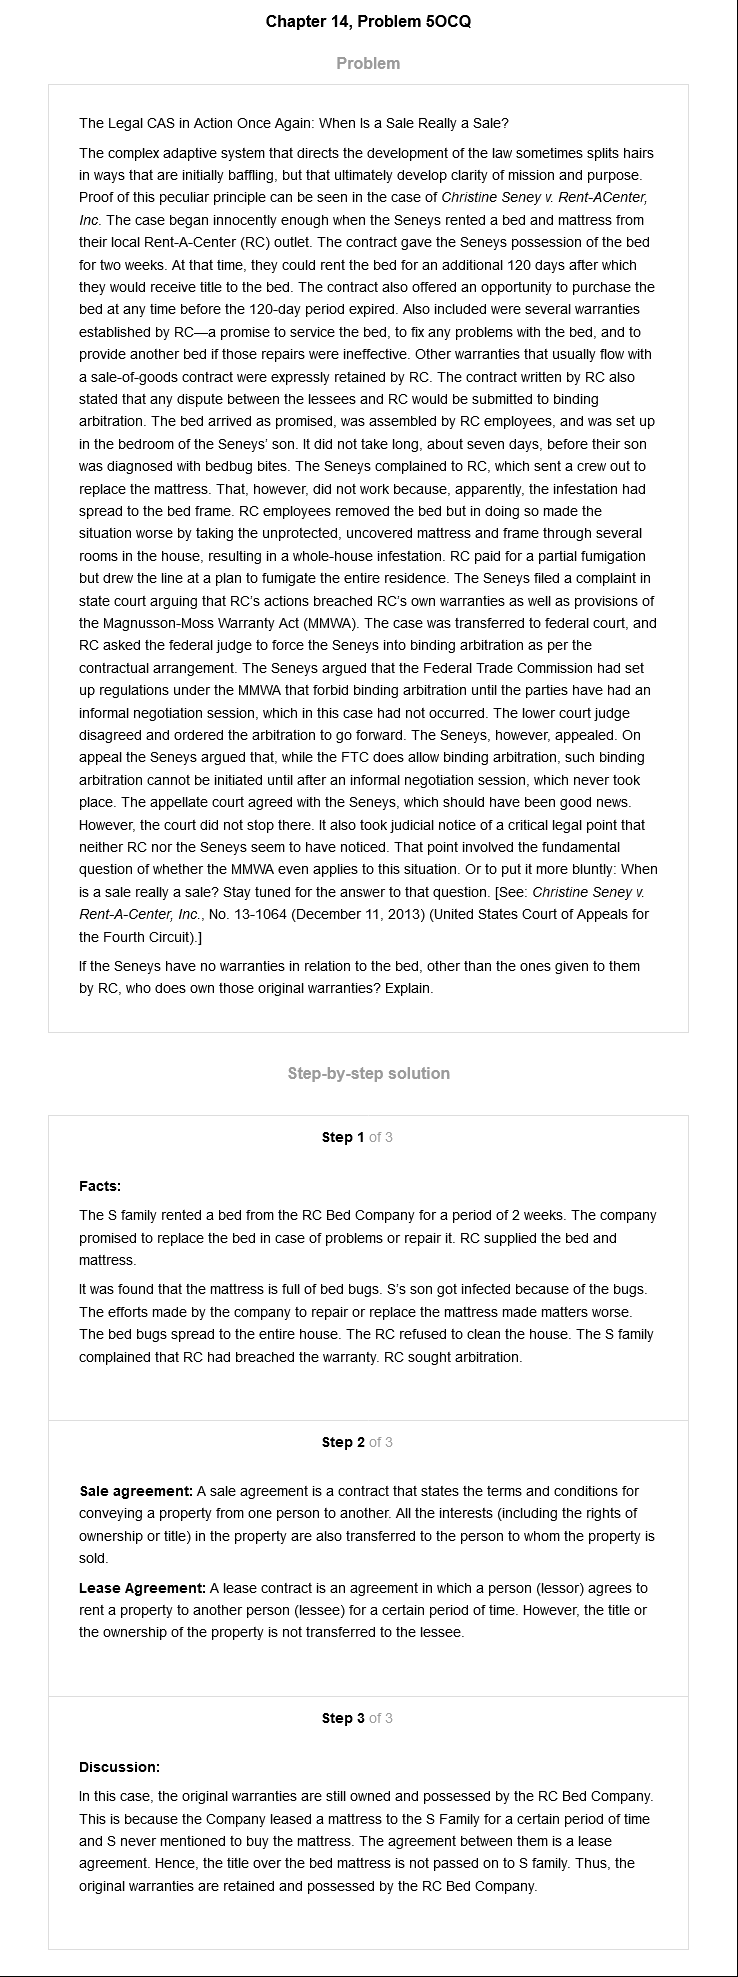 Chapter 14, Problem 5OCQ
Problem
The Legal CAS in Action Once Again: When Is a Sale Really a Sale?
The complex adaptive system that directs the development of the law sometimes splits hairs
in ways that are initially baffling, but that ultimately develop clarity of mission and purpose.
Proof of this peculiar principle can be seen in the case of Christine Seney v. Rent-ACenter,
Inc. The case began innocently enough when the Seneys rented a bed and mattress from
their local Rent-A-Center (RC) outlet. The contract gave the Seneys possession of the bed
for two weeks. At that time, they could rent the bed for an additional 120 days after which
they would receive title to the bed. The contract also offered an opportunity to purchase the
bed at any time before the 120-day period expired. Also included were several warranties
established by RC—a promise to service the bed, to fix any problems with the bed, and to
provide another bed if those repairs were ineffective. Other warranties that usually flow with
a sale-of-goods contract were expressly retained by RC. The contract written by RC also
stated that any dispute between the lessees and RC would be submitted to binding
arbitration. The bed arrived as promised, was assembled by RC employees, and was set up
in the bedroom of the Seneys' son. It did not take long, about seven days, before their son
was diagnosed with bedbug bites. The Seneys complained to RC, which sent a crew out to
replace the mattress. That, however, did not work because, apparently, the infestation had
spread to the bed frame. RC employees removed the bed but in doing so made the
situation worse by taking the unprotected, uncovered mattress and frame through several
rooms in the house, resulting in a whole-house infestation. RC paid for a partial fumigation
but drew the line at a plan to fumigate the entire residence. The Seneys filed a complaint in
state court arguing that RC's actions breached RC's own warranties as well as provisions of
the Magnusson-Moss Warranty Act (MMWA). The case was transferred to federal court, and
RC asked the federal judge to force the Seneys into binding arbitration as per the
contractual arrangement. The Seneys argued that the Federal Trade Commission had set
up regulations under the MMWA that forbid binding arbitration until the parties have had an
informal negotiation session, which in this case had not occurred. The lower court judge
disagreed and ordered the arbitration to go forward. The Seneys, however, appealed. On
appeal the Seneys argued that, while the FTC does allow binding arbitration, such binding
arbitration cannot be initiated until after an informal negotiation session, which never took
place. The appellate court agreed with the Seneys, which should have been good news.
However, the court did not stop there. It also took judicial notice of a critical legal point that
neither RC nor the Seneys seem to have noticed. That point involved the fundamental
question of whether the MMWA even applies to this situation. Or to put it more bluntly: When
is a sale really a sale? Stay tuned for the answer to that question. [See: Christine Seney v.
Rent-A-Center, Inc., No. 13-1064 (December 11, 2013) (United States Court of Appeals for
the Fourth Circuit).]
If the Seneys have no warranties in relation to the bed, other than the ones given to them
by RC, who does own those original warranties? Explain.
Step-by-step solution
Step 1 of 3
Facts:
The S family rented a bed from the RC Bed Company for a period of 2 weeks. The company
promised to replace the bed in case of problems or repair it. RC supplied the bed and
mattress.
It was found that the mattress is full of bed bugs. S's son got infected because of the bugs.
The efforts made by the company to repair or replace the mattress made matters worse.
The bed bugs spread to the entire house. The RC refused to clean the house. The S family
complained that RC had breached the warranty. RC sought arbitration.
Step 2 of 3
Sale agreement: A sale agreement is a contract that states the terms and conditions for
conveying a property from one person to another. All the interests (including the rights of
ownership or title) in the property are also transferred to the person to whom the property is
sold.
Lease Agreement: A lease contract is an agreement in which a person (lessor) agrees to
rent a property to another person (lessee) for a certain period of time. However, the title or
the ownership of the property is not transferred to the lessee.
Step 3 of 3
Discussion:
In this case, the original warranties are still owned and possessed by the RC Bed Company.
This is because the Company leased a mattress to the S Family for a certain period of time
and S never mentioned to buy the mattress. The agreement between them is a lease
agreement. Hence, the title over the bed mattress is not passed on to S family. Thus, the
original warranties are retained and possessed by the RC Bed Company.